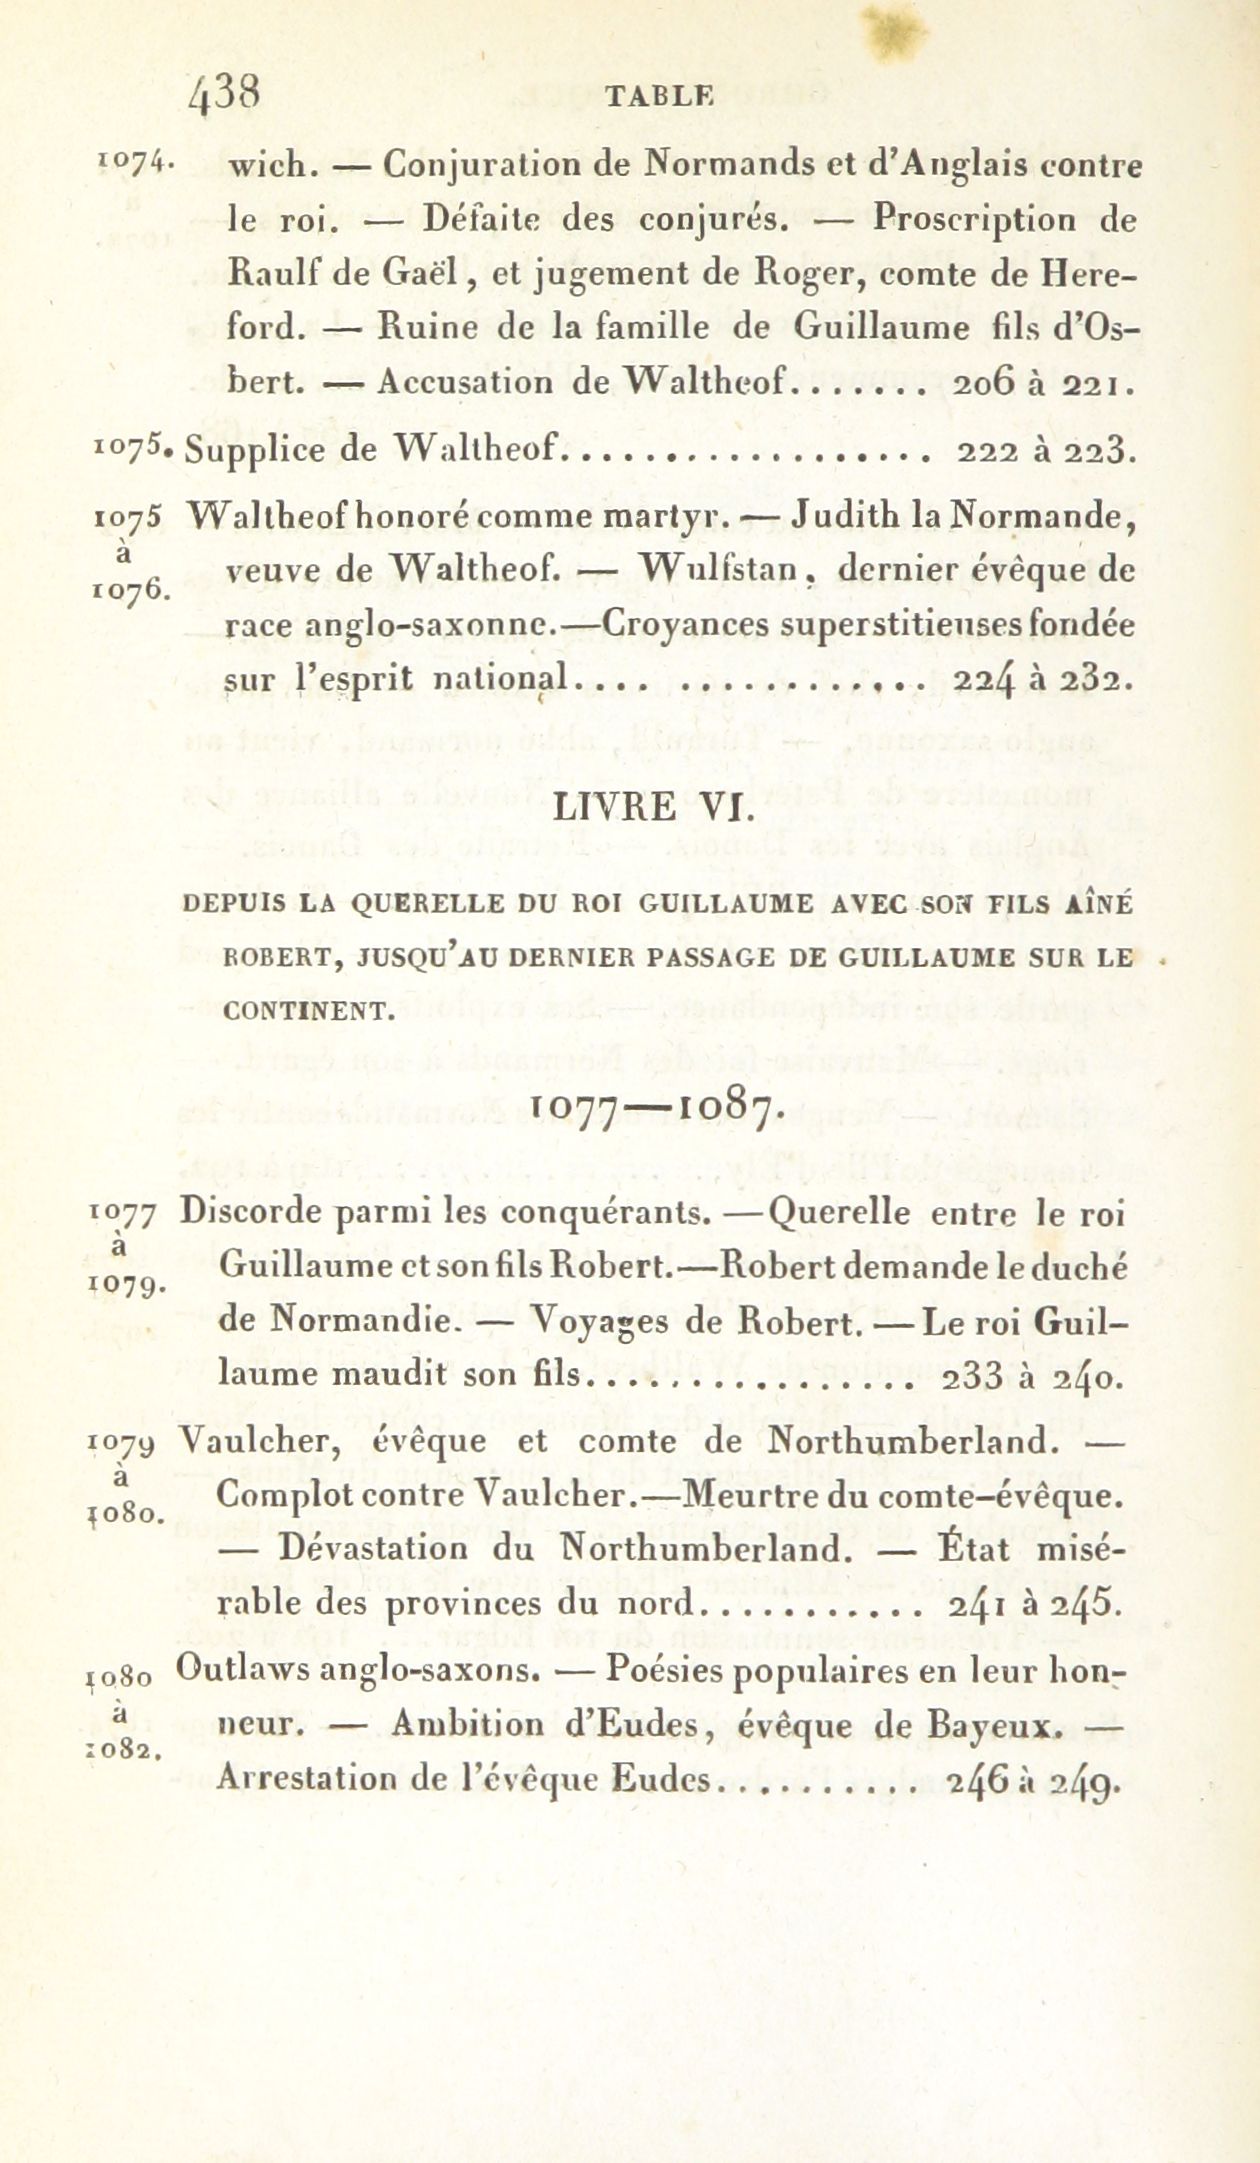 438 TABLE
1074. wich. — Conjuration de Normands et d'Anglais contre
le roi. — Défaite des conjurés. — Proscription de
Raulf de Gaël, et jugement de Roger, comte de Here-
ford. — Ruine de la famille de Guillaume fils d'Os-
bert. — Accusation de Waltheof....... 206 à 221.
1075. Supplice de Waltheof.................. 222 à 223.
1075 Waltheof honoré comme martyr. — Judith la Normande,
à
veuve de Waltheof. — Wulfstan, dernier évêque de
1076.
race anglo-saxonne.—Croyances superstitieuses fondée
sur l'esprit national.... ............ 224 à 232.
LIVRE VI.
DEPUIS LA QUERELLE DU ROI GUILLAUME AVEC SON FILS AÎNÉ
ROBERT, JUSQU'AU DERNIER PASSAGE DE GUILLAUME SUR LE
CONTINENT.
1077—1087.
1077 Discorde parmi les conquérants. —Querelle entre le roi
à
Guillaume et son fils Robert.—Robert demande le duché
1079.
de Normandie. — Voyages de Robert. — Le roi Guil-
laume maudit son fils................ 233 à 240.
1079 Vaulcher, évêque et comte de Northumberland. —
à
Complot contre Vaulcher.—Meurtre du comte-évêque.
1080.
— Dévastation du Northumberland. — État misé-
rable des provinces du nord........... 241 à 245.
1080 Outlaws anglo-saxons. — Poésies populaires en leur hon-
à
neur. — Ambition d'Eudes, évêque de Bayeux. —
1082.
Arrestation de l'évêque Eudes.......... 246 à 249.